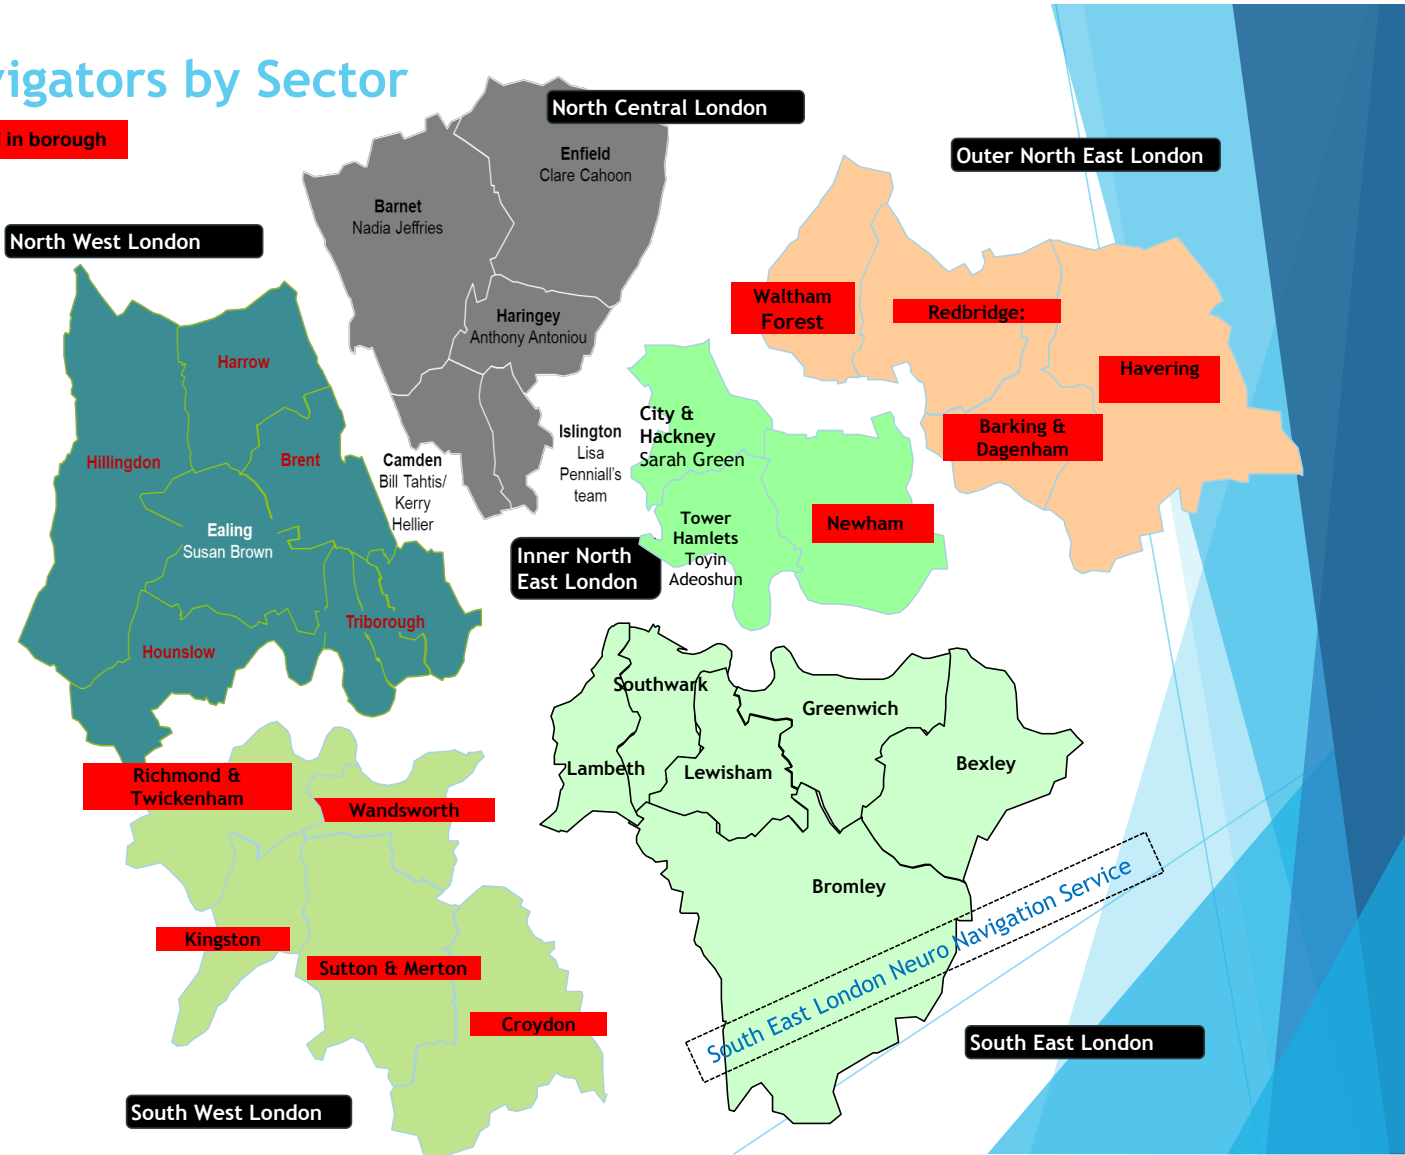 by Sector
in borough
North Central London
Outer North East London
North West London
Enfield
Clare Cahoon
Barnet
Nadia Jeffries
Haringey
Anthony Antoniou
Islington
Lisa
Penniall's
team
Camden
Bill Tahtis/
Kerry
Hellier
Harrow
Hillingdon
Brent
Ealing
Susan Brown
Triborough
Hounslow
Waltham
Forest
Redbridge:
Havering
Barking &
Dagenham
City &
Hackney
Sarah Green
Tower
Hamlets
Toyin
Adeoshun
Newham
Inner North
East London
Southwark
Greenwich
Lambeth
Lewisham
Bexley
Bromley
South East London Neuro Navigation Service
South East London
Richmond &
Twickenham
Wandsworth
Kingston
Sutton & Merton
Croydon
South West London